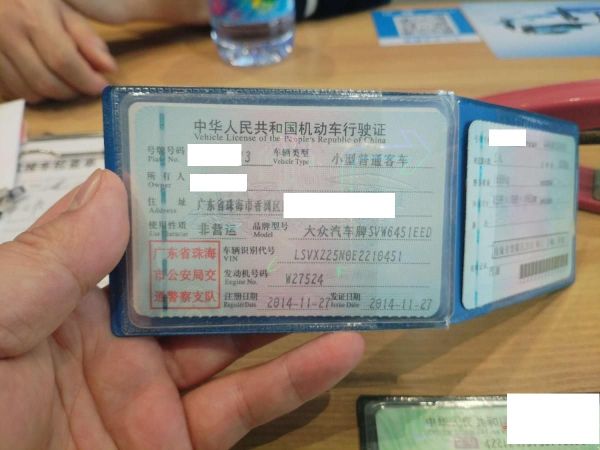 中华人民共和国机动车行驶证
Vehicle License of the People's Republic of China
号牌号码 Plate No. 3 车辆类型 Vehicle Type 小型普通客车
所有人 Owner
住址 Address 广东省珠海市香洲区
使用性质 Use Character 非营运 品牌型号 Model 大众汽车牌SVW6451EED
广东省珠海市公安局交通警察支队
车辆识别代号 VIN LSVXZ25N0E2210451
发动机号码 Engine No. W27524
注册日期 Register Date 2014-11-27 发证日期 Issue Date 2014-11-27